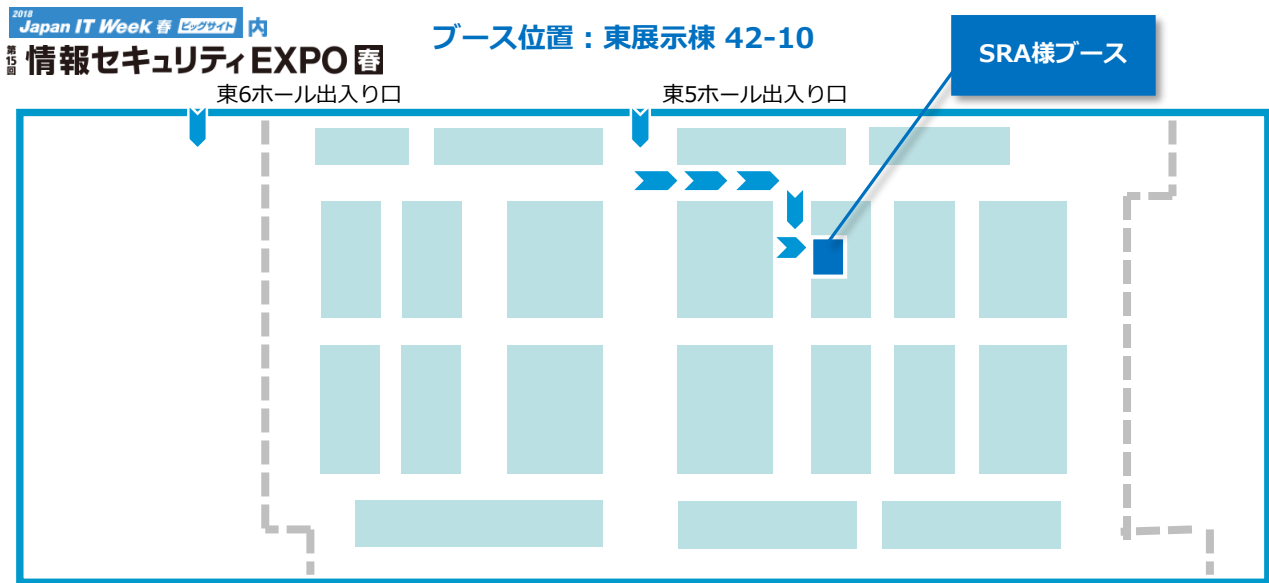 2018
Japan IT Week 春 ビッグサイト 内
第15回 情報セキュリティEXPO 春
ブース位置：東展示棟 42-10
SRA様ブース
東6ホール出入り口
東5ホール出入り口